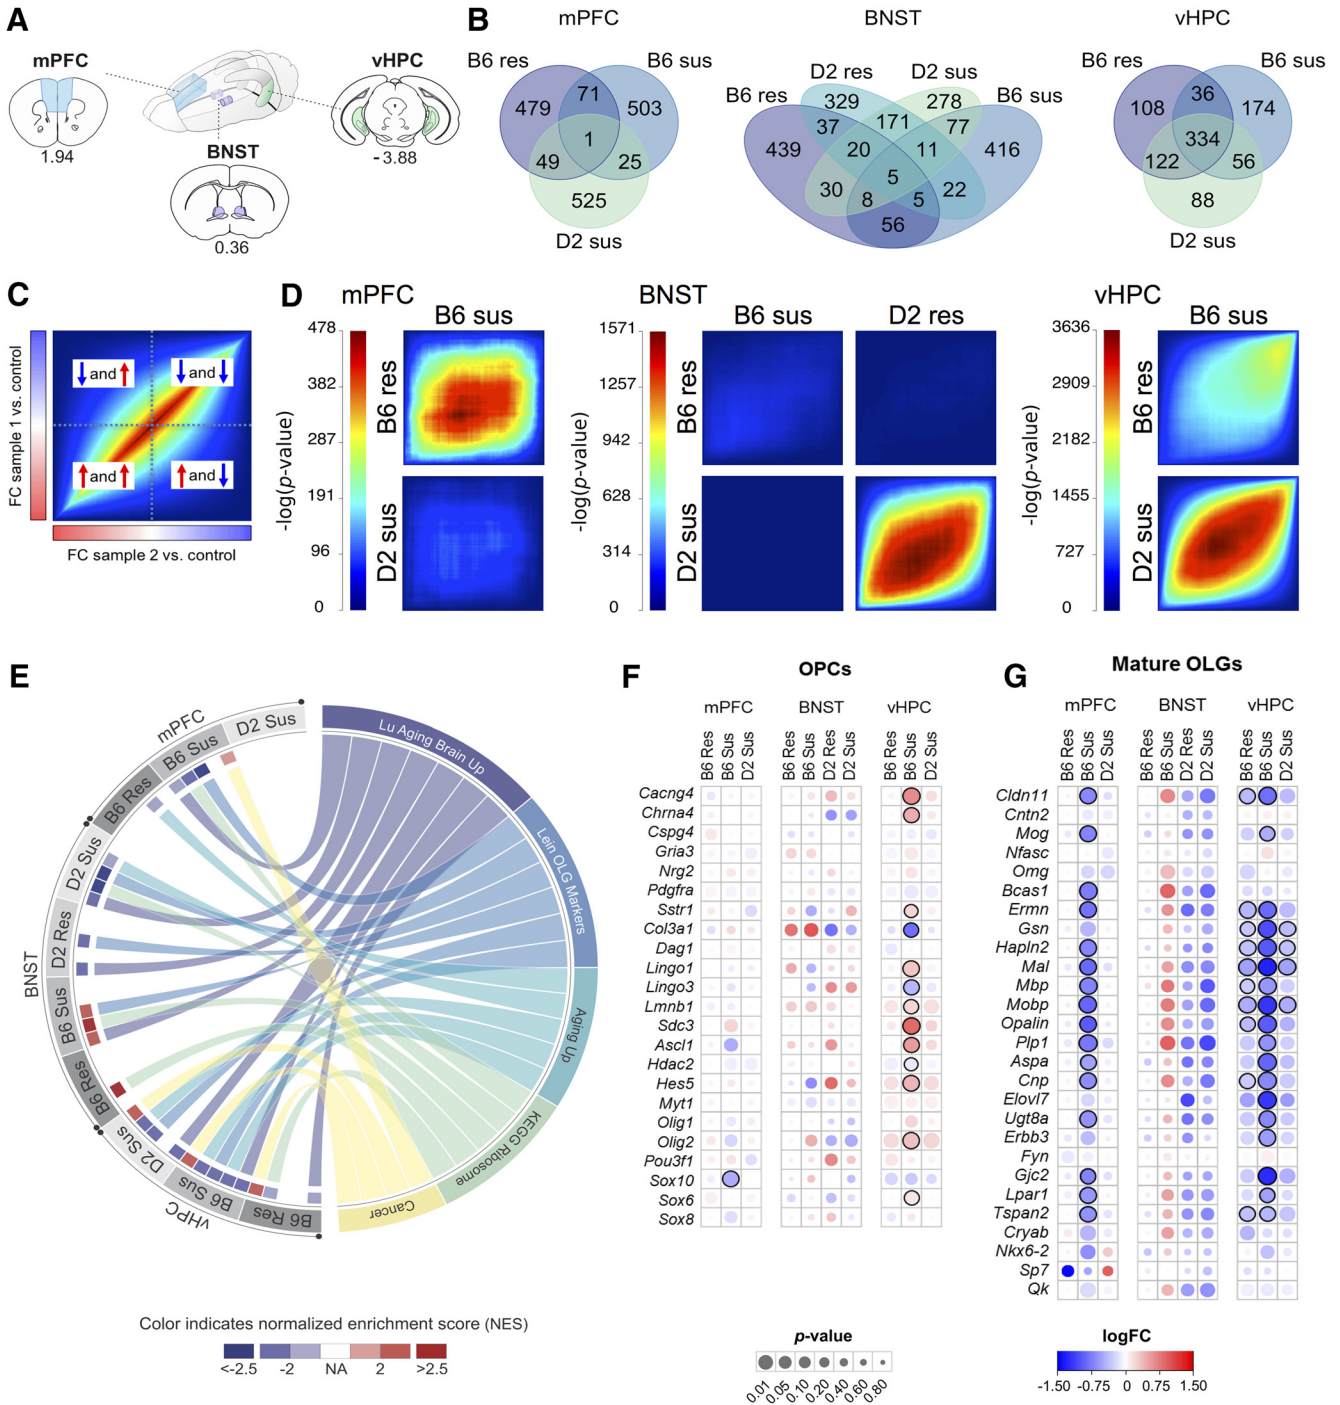 A
mPFC
1.94
BNST
0.36
vHPC
-3.88
B
mPFC
B6 res
B6 sus
479
71
503
1
49
25
525
D2 sus
BNST
D2 res
D2 sus
B6 res
B6 sus
329
278
37
171
77
439
20
11
416
5
30
22
8
5
56
vHPC
B6 res
B6 sus
108
36
174
334
122
56
88
D2 sus
C
FC sample 1 vs. control
↓and↑
↓and↓
↑and↑
↑and↓
FC sample 2 vs. control
D
mPFC
B6 sus
478
382
287
191
96
0
-log(p-value)
B6 res
D2 sus
BNST
B6 sus
D2 res
1571
1257
942
628
314
0
-log(p-value)
B6 res
D2 sus
vHPC
B6 sus
3636
2909
2182
1455
727
0
-log(p-value)
B6 res
D2 sus
E
mPFC
D2 Sus
B6 Sus
B6 Res
BNST
D2 Sus
D2 Res
B6 Sus
B6 Res
vHPC
D2 Sus
B6 Sus
B6 Res
Lu Aging Brain Up
Lein OLG Markers
Aging Up
KEGG Ribosome
Cancer
Color indicates normalized enrichment score (NES)
<-2.5 -2 NA 2 >2.5
F
OPCs
mPFC BNST vHPC
B6 Res B6 Sus D2 Sus B6 Res B6 Sus D2 Res D2 Sus B6 Res B6 Sus D2 Sus
Cacng4
Chrna4
Cspg4
Gria3
Nrg2
Pdgfra
Sstr1
Col3a1
Dag1
Lingo1
Lingo3
Lmnb1
Sdc3
Ascl1
Hdac2
Hes5
Myt1
Olig1
Olig2
Pou3f1
Sox10
Sox6
Sox8
p-value
0.01 0.05 0.10 0.20 0.40 0.60 0.80
G
Mature OLGs
mPFC BNST vHPC
B6 Res B6 Sus D2 Sus B6 Res B6 Sus D2 Res D2 Sus B6 Res B6 Sus D2 Sus
Cldn11
Cntn2
Mog
Nfasc
Omg
Bcas1
Ermn
Gsn
Hapln2
Mal
Mbp
Mobp
Opalin
Plp1
Aspa
Cnp
Elovl7
Ugt8a
Erbb3
Fyn
Gjc2
Lpar1
Tspan2
Cryab
Nkx6-2
Sp7
Qk
logFC
-1.50 -0.75 0 0.75 1.50